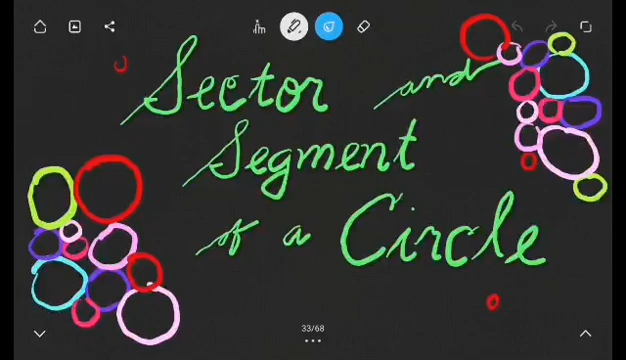 Sector and
Segment
of a Circle
33/68